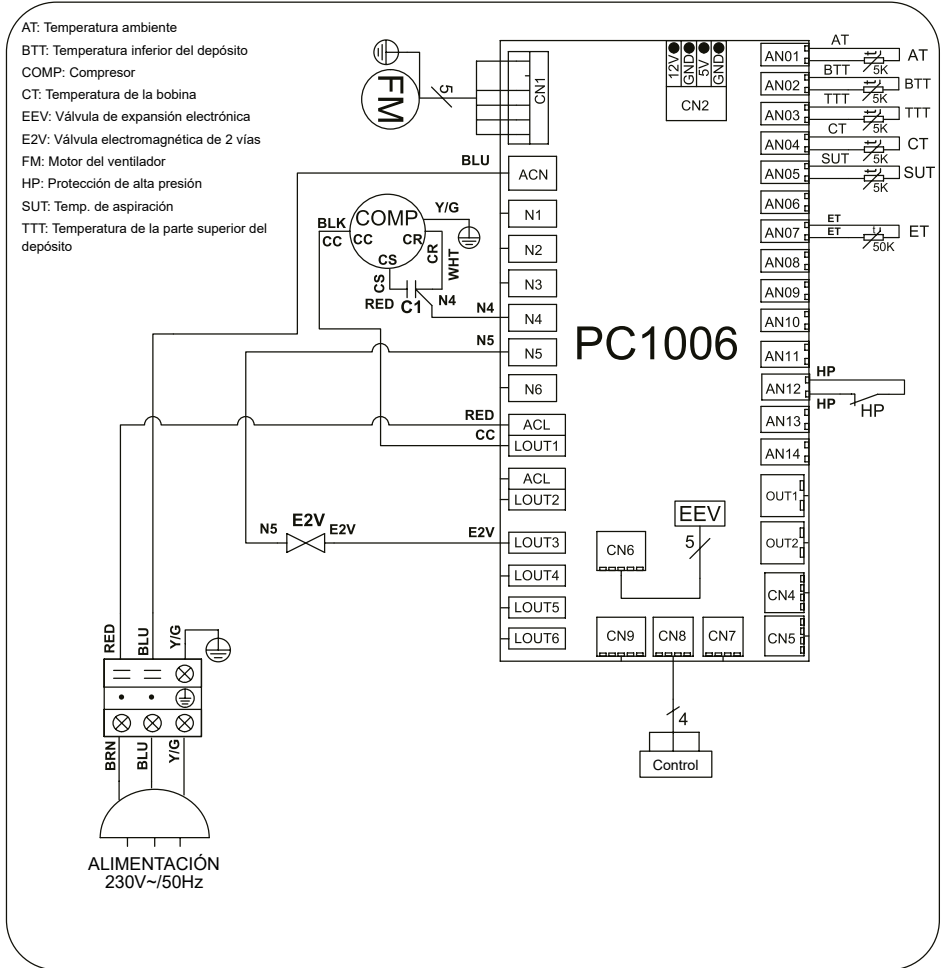 AT: Temperatura ambiente
BTT: Temperatura inferior del depósito
COMP: Compresor
CT: Temperatura de la bobina
EEV: Válvula de expansión electrónica
E2V: Válvula electromagnética de 2 vías
FM: Motor del ventilador
HP: Protección de alta presión
SUT: Temp. de aspiración
TTT: Temperatura de la parte superior del
depósito
FM
5
CN1
12V
GND
5V
GND
CN2
BLU
ACN
N1
N2
N3
N4
N5
N6
ACL
LOUT1
ACL
LOUT2
LOUT3
LOUT4
LOUT5
LOUT6
COMP
BLK
CC
CC
CR
CS
Y/G
CR
WHT
CS
RED
C1
N4
N4
N5
RED
CC
N5
E2V
E2V
E2V
PC1006
AN01
AN02
AN03
AN04
AN05
AN06
AN07
AN08
AN09
AN10
AN11
AN12
AN13
AN14
OUT1
OUT2
CN4
CN5
AT
5K
AT
BTT
5K
BTT
TTT
5K
TTT
CT
5K
CT
SUT
5K
SUT
ET
ET
50K
ET
HP
HP
HP
EEV
5
CN6
CN9
CN8
CN7
4
Control
RED
BLU
Y/G
BRN
BLU
Y/G
ALIMENTACIÓN
230V~/50Hz